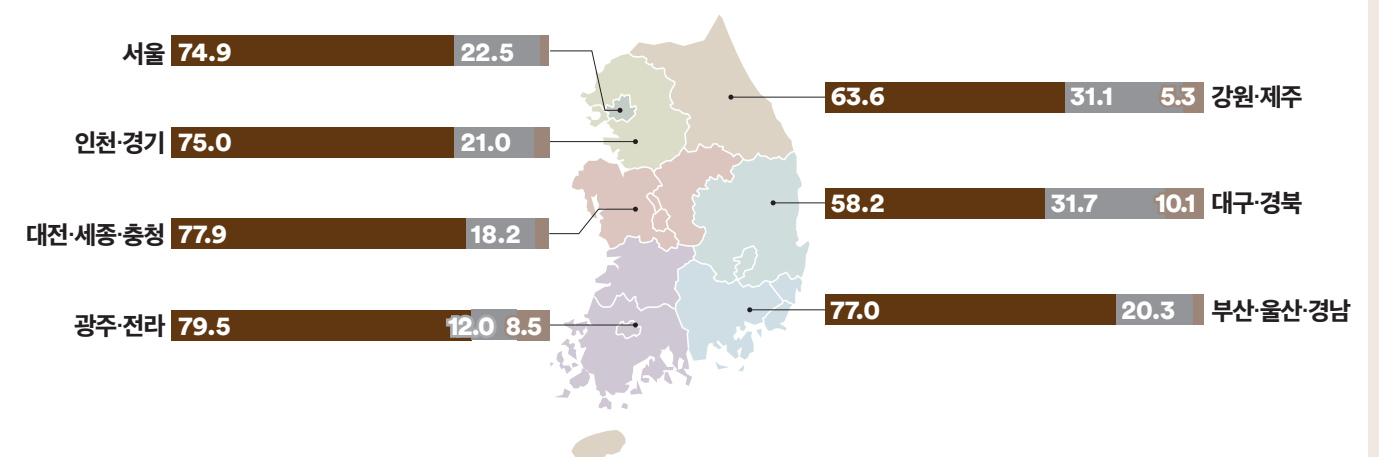 서울 74.9 22.5
인천·경기 75.0 21.0
대전·세종·충청 77.9 18.2
광주·전라 79.5 12.0 8.5
63.6 31.1 5.3 강원·제주
58.2 31.7 10.1 대구·경북
77.0 20.3 부산·울산·경남